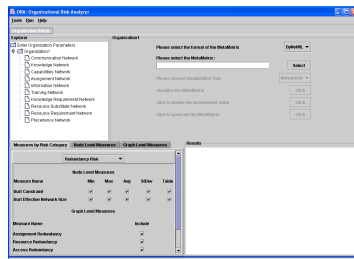 ORA: Organizational Risk Analyzer
Tools Run Help
Organization Setup
Explorer
Enter Organization Parameters
Organization1
Communication Network
Knowledge Network
Capabilities Network
Assignment Network
Information Network
Training Network
Knowledge Requirement Network
Resource Substitute Network
Resource Requirement Network
Precedence Network
Organization1
Please select the format of the MetaMatrix
DyNetML
Please select the MetaMatrix:
Select
Please choose Visualization Tool:
Visualize the MetaMatrix
Click
Click to invoke the spreadsheet editor
Click
Click to generate the MetaMatrix
Click
Measures by Risk Category Node Level Measures Graph Level Measures
Redundancy Risk
Node Level Measures
Measure Name Min Max Avg StDev Table
Burt Constraint
Burt Effective Network Size
Graph Level Measures
Measure Name Include
Assignment Redundancy
Resource Redundancy
Access Redundancy
Results